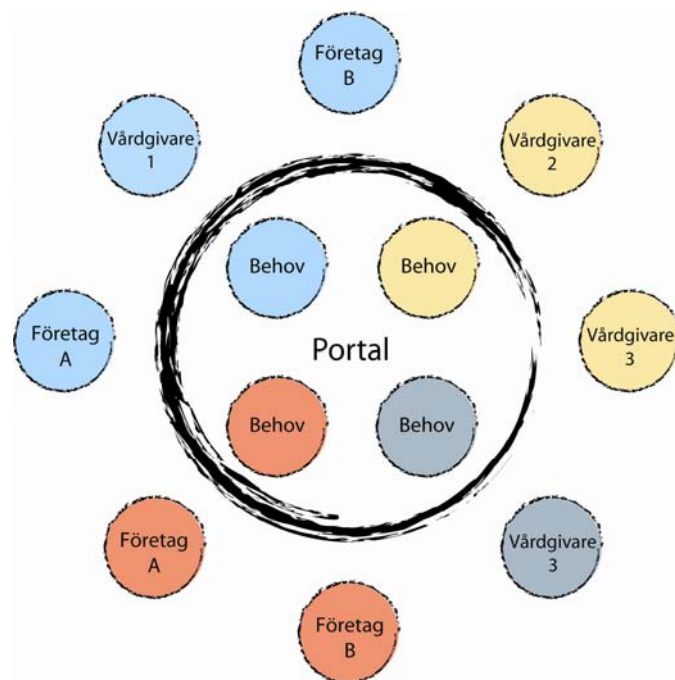 Företag
B
Vårdgivare
1
Vårdgivare
2
Behov
Behov
Företag
A
Portal
Vårdgivare
3
Behov
Behov
Företag
A
Vårdgivare
3
Företag
B